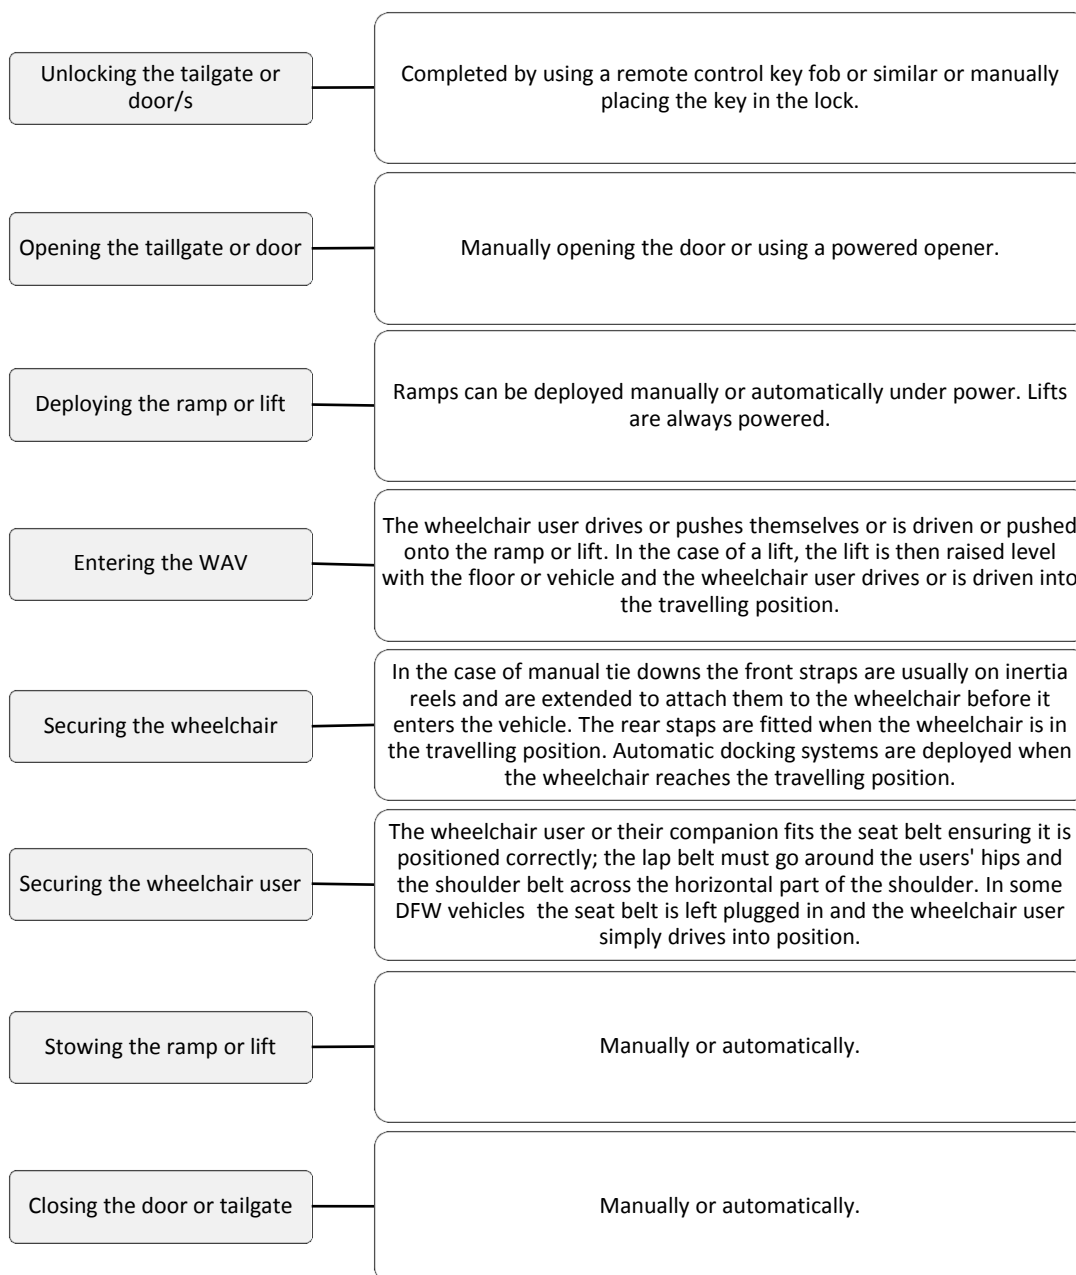 Unlocking the tailgate or
door/s
Completed by using a remote control key fob or similar or manually
placing the key in the lock.
Opening the taillgate or door
Manually opening the door or using a powered opener.
Deploying the ramp or lift
Ramps can be deployed manually or automatically under power. Lifts
are always powered.
Entering the WAV
The wheelchair user drives or pushes themselves or is driven or pushed
onto the ramp or lift. In the case of a lift, the lift is then raised level
with the floor or vehicle and the wheelchair user drives or is driven into
the travelling position.
Securing the wheelchair
In the case of manual tie downs the front straps are usually on inertia
reels and are extended to attach them to the wheelchair before it
enters the vehicle. The rear staps are fitted when the wheelchair is in
the travelling position. Automatic docking systems are deployed when
the wheelchair reaches the travelling position.
Securing the wheelchair user
The wheelchair user or their companion fits the seat belt ensuring it is
positioned correctly; the lap belt must go around the users' hips and
the shoulder belt across the horizontal part of the shoulder. In some
DFW vehicles the seat belt is left plugged in and the wheelchair user
simply drives into position.
Stowing the ramp or lift
Manually or automatically.
Closing the door or tailgate
Manually or automatically.